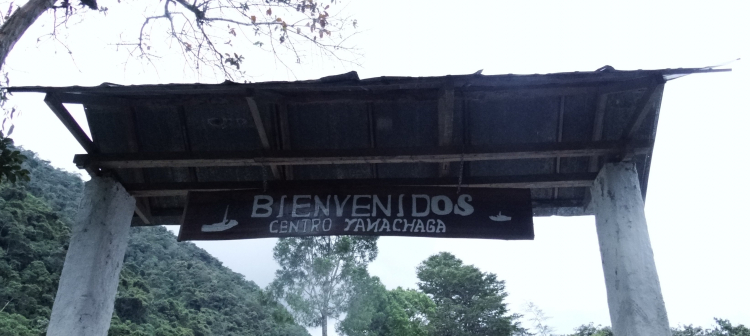 BIENVENIDOS
CENTRO YANACHAGA